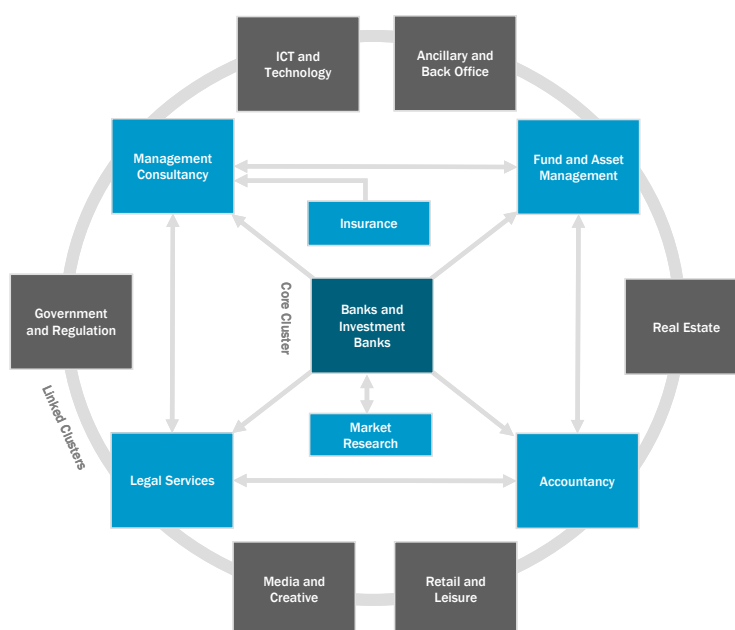 ICT and
Technology
Ancillary and
Back Office
Management
Consultancy
Fund and Asset
Management
Insurance
Core Cluster
Banks and
Investment
Banks
Government
and Regulation
Real Estate
Linked Clusters
Market
Research
Legal Services
Accountancy
Media and
Creative
Retail and
Leisure